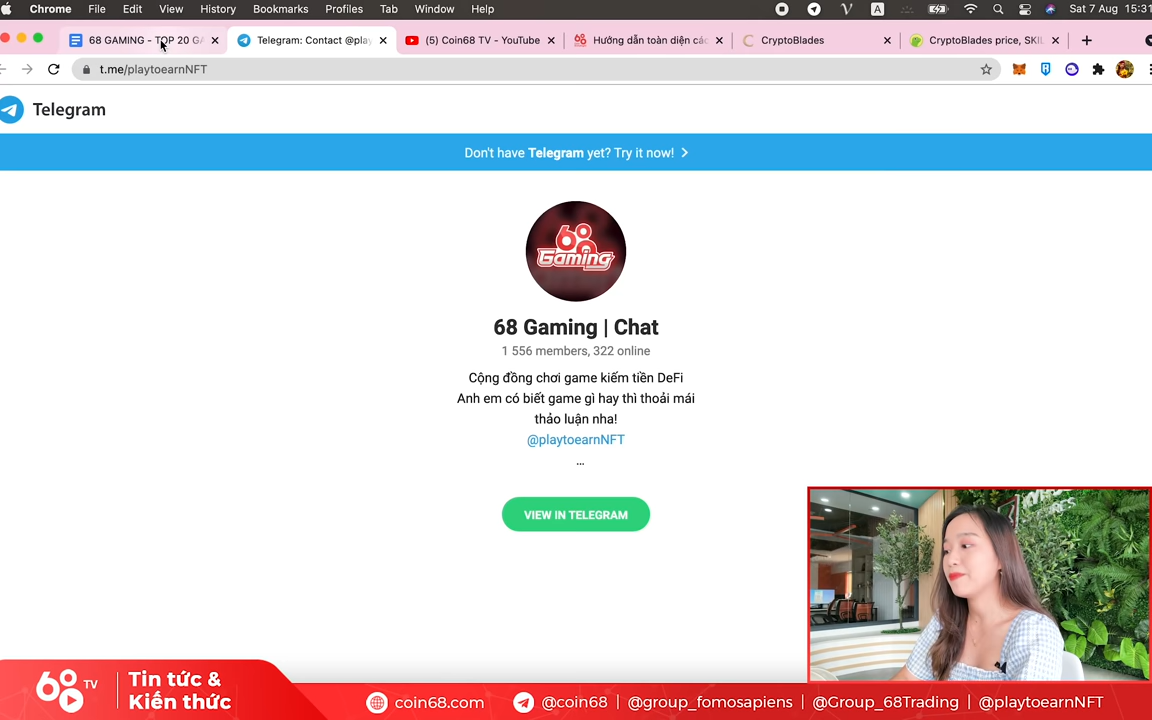 Chrome File Edit View History Bookmarks Profiles Tab Window Help A Sat 7 Aug 15:31
68 GAMING - TOP 20 GA Telegram: Contact @play (5) Coin68 TV - YouTube Hướng dẫn toàn diện các CryptoBlades CryptoBlades price, SKIL
t.me/playtoearnNFT
Telegram
Don't have Telegram yet? Try it now!
68
Gaming
68 Gaming | Chat
1 556 members, 322 online
Cộng đồng chơi game kiếm tiền DeFi
Anh em có biết game gì hay thì thoải mái
thảo luận nha!
@playtoearnNFT
...
VIEW IN TELEGRAM
68 TV
Tin tức &
Kiến thức
coin68.com @coin68 | @group_fomosapiens | @Group_68Trading | @playtoearnNFT